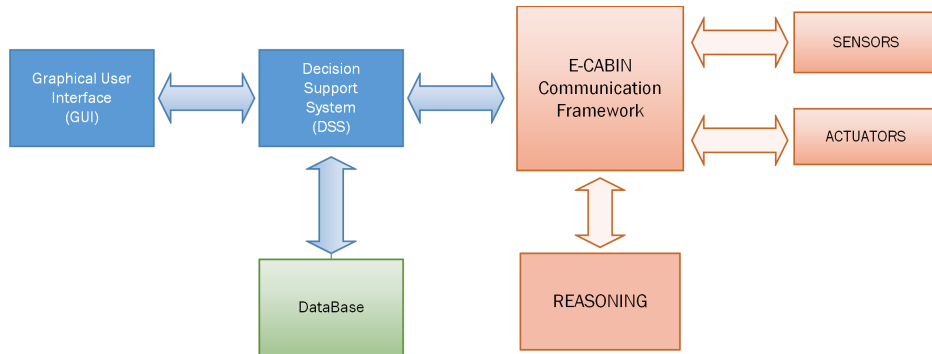 Graphical User
Interface
(GUI)
Decision
Support
System
(DSS)
E-CABIN
Communication
Framework
SENSORS
ACTUATORS
DataBase
REASONING